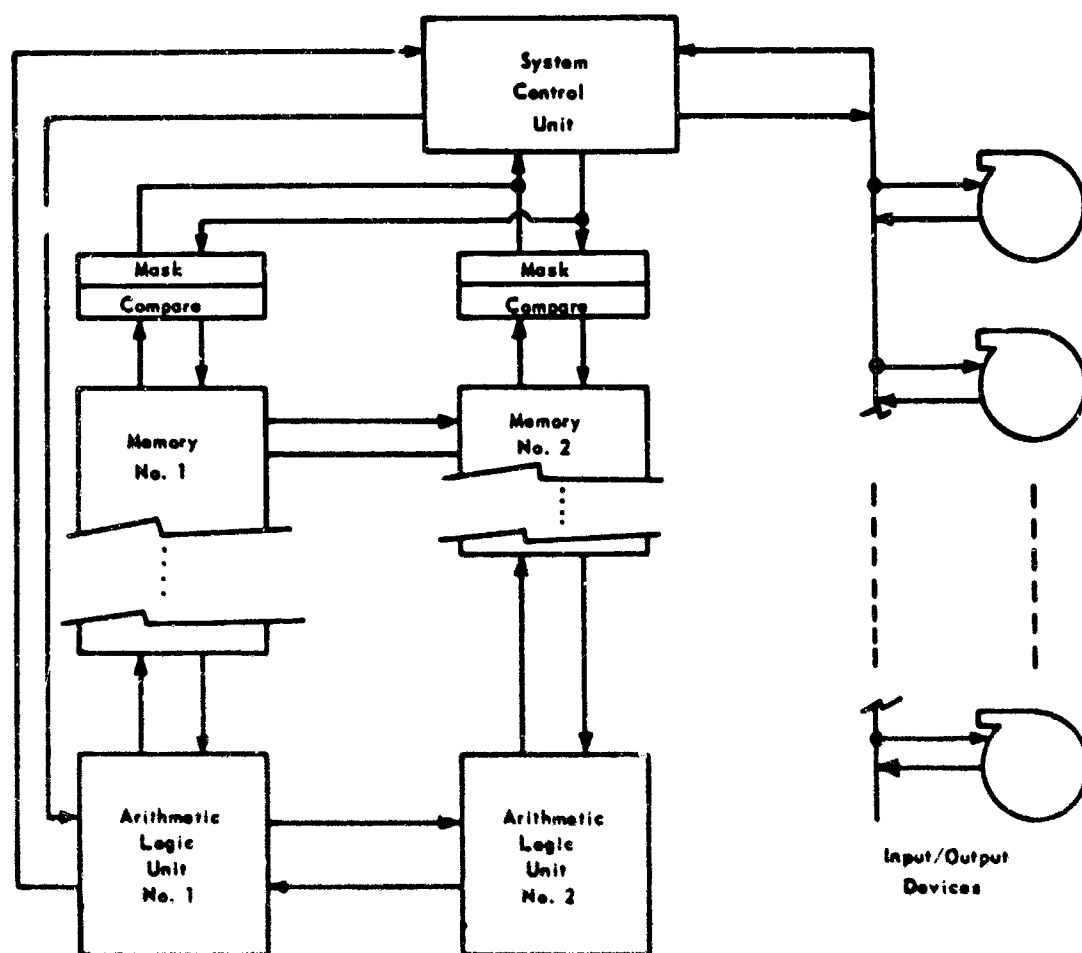 System
Control
Unit
Mask
Compare
Mask
Compare
Memory
No. 1
Memory
No. 2
Arithmetic
Logic
Unit
No. 1
Arithmetic
Logic
Unit
No. 2
Input/Output
Devices